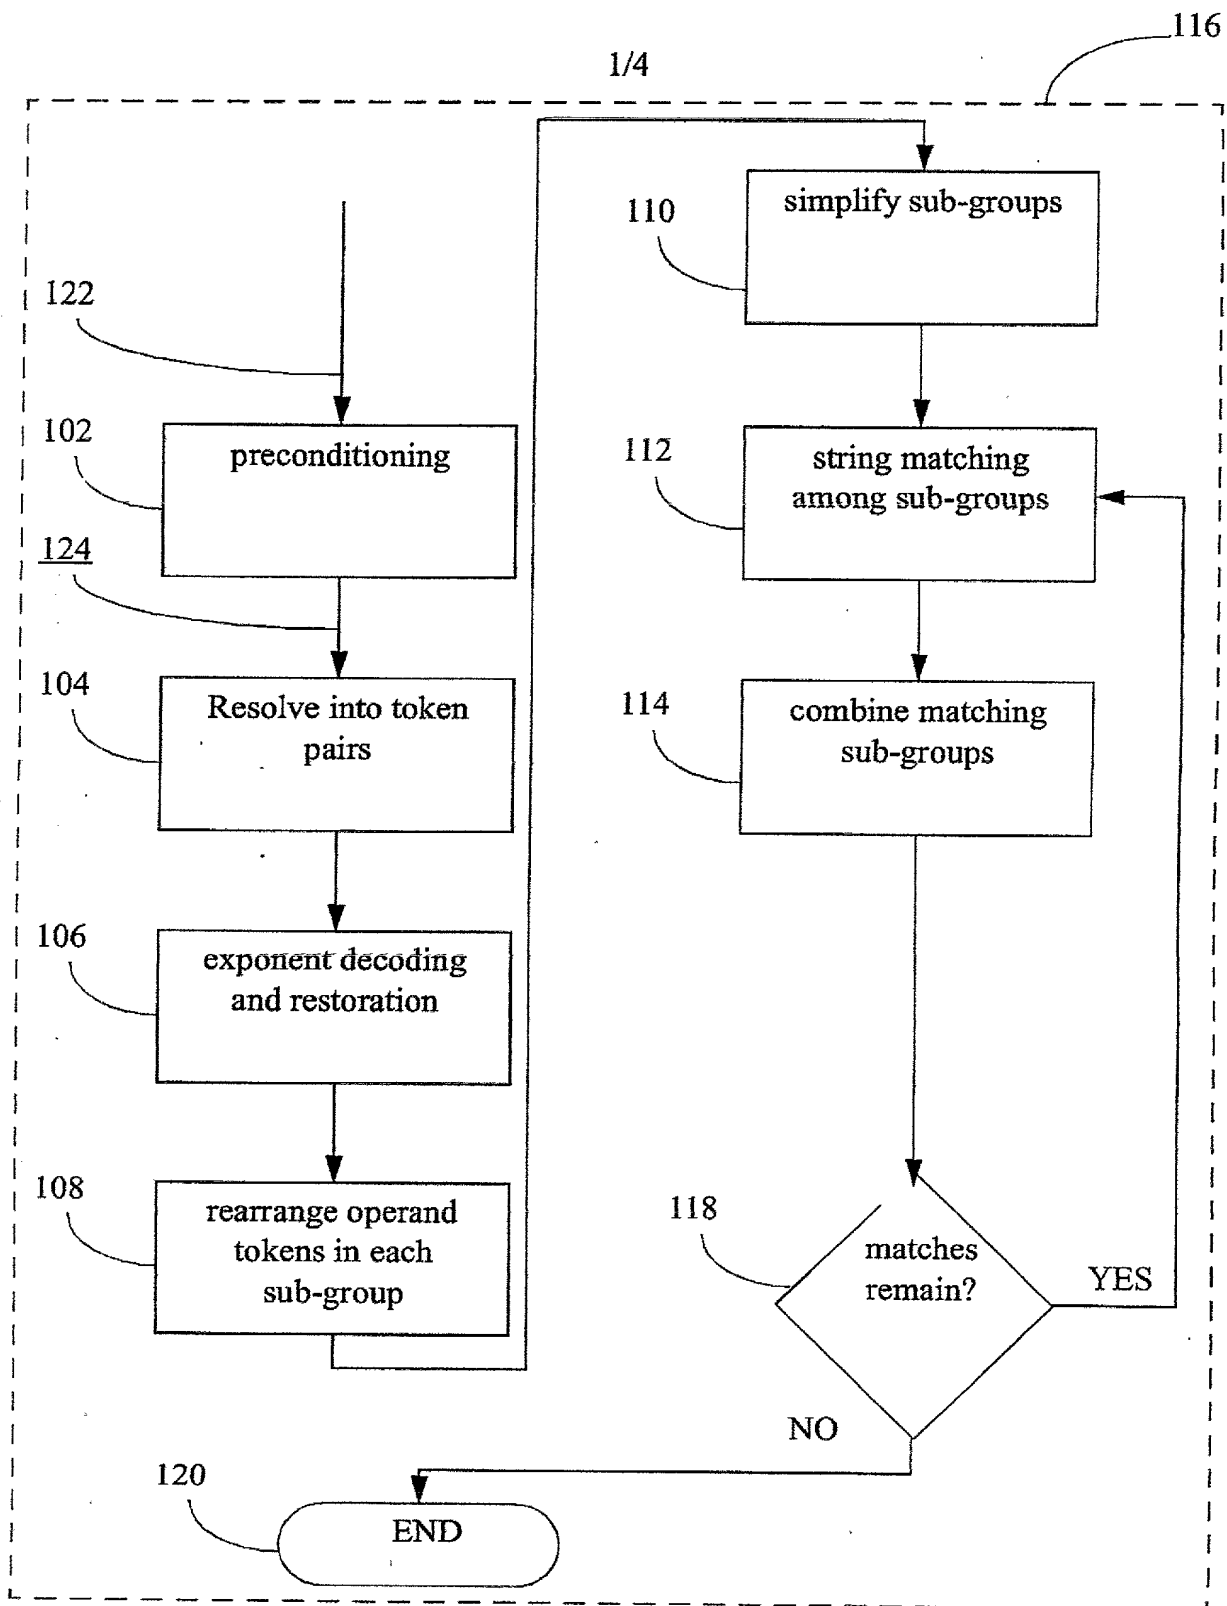 116
1/4
122
102
preconditioning
124
104
Resolve into token
pairs
106
exponent decoding
and restoration
108
rearrange operand
tokens in each
sub-group
110
simplify sub-groups
112
string matching
among sub-groups
114
combine matching
sub-groups
118
matches
remain?
YES
NO
120
END